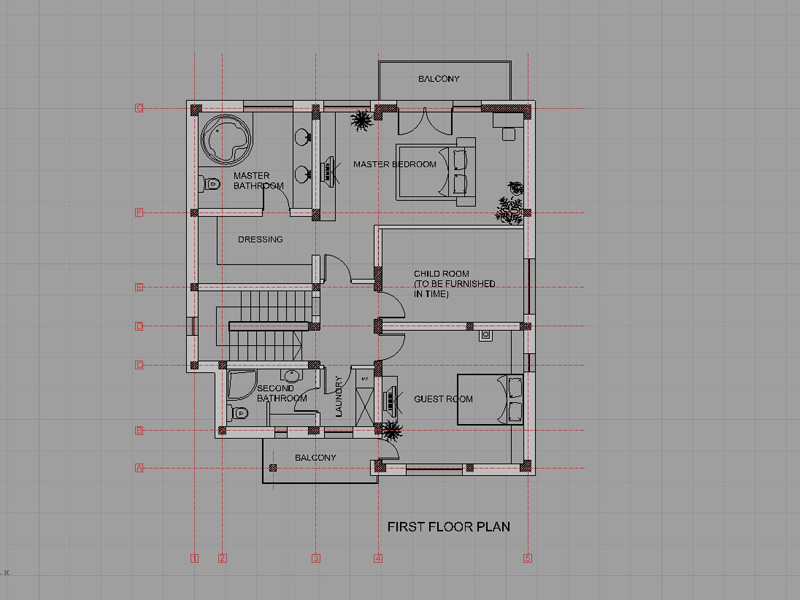 BALCONY
G
MASTER BEDROOM
MASTER
BATHROOM
F
DRESSING
CHILD ROOM
(TO BE FURNISHED
IN TIME)
E
D
C
SECOND
BATHROOM
LAUNDRY
GUEST ROOM
B
BALCONY
A
FIRST FLOOR PLAN
1 2 3 4 5
x